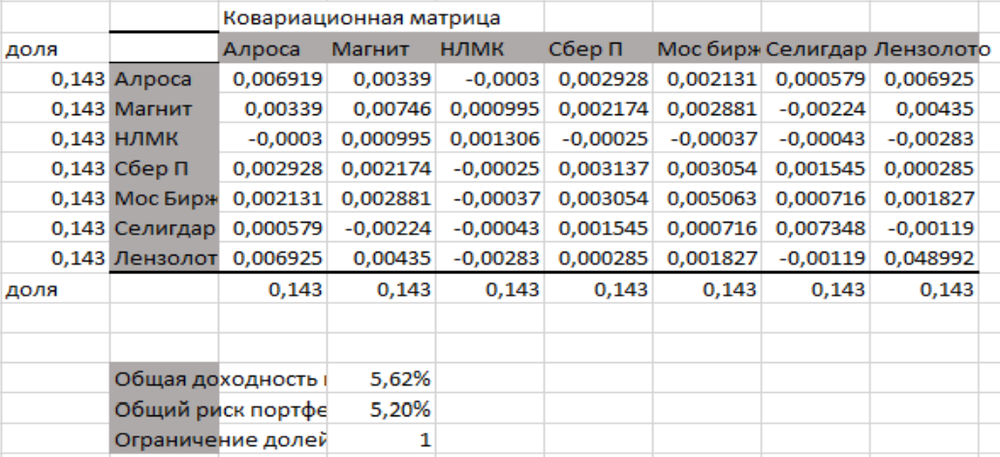 Ковариационная матрица
доля Алроса Магнит НЛМК Сбер П Мос бирж Селигдар Лензолото
0,143 Алроса 0,006919 0,00339 -0,0003 0,002928 0,002131 0,000579 0,006925
0,143 Магнит 0,00339 0,00746 0,000995 0,002174 0,002881 -0,00224 0,00435
0,143 НЛМК -0,0003 0,000995 0,001306 -0,00025 -0,00037 -0,00043 -0,00283
0,143 Сбер П 0,002928 0,002174 -0,00025 0,003137 0,003054 0,001545 0,000285
0,143 Мос Бирж 0,002131 0,002881 -0,00037 0,003054 0,005063 0,000716 0,001827
0,143 Селигдар 0,000579 -0,00224 -0,00043 0,001545 0,000716 0,007348 -0,00119
0,143 Лензолот 0,006925 0,00435 -0,00283 0,000285 0,001827 -0,00119 0,048992
доля 0,143 0,143 0,143 0,143 0,143 0,143 0,143
Общая доходность 5,62%
Общий риск портфе 5,20%
Ограничение долей 1